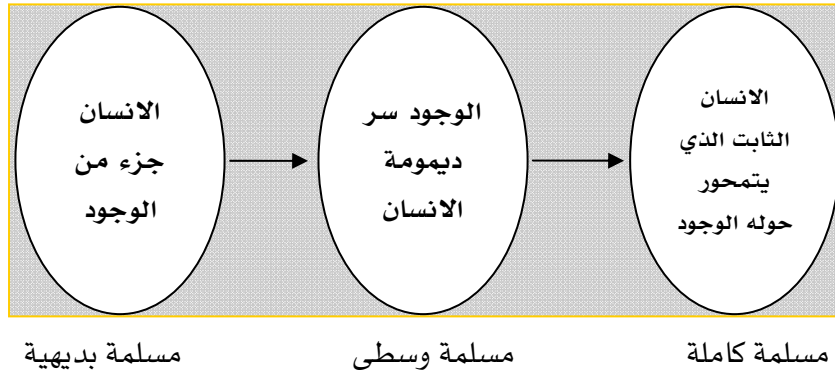 الانسان
جزء من
الوجود
الوجود سر
ديمومة
الانسان
الانسان
الثابت الذي
يتمحور
حوله الوجود
مسلمة بديهية
مسلمة وسطى
مسلمة كاملة